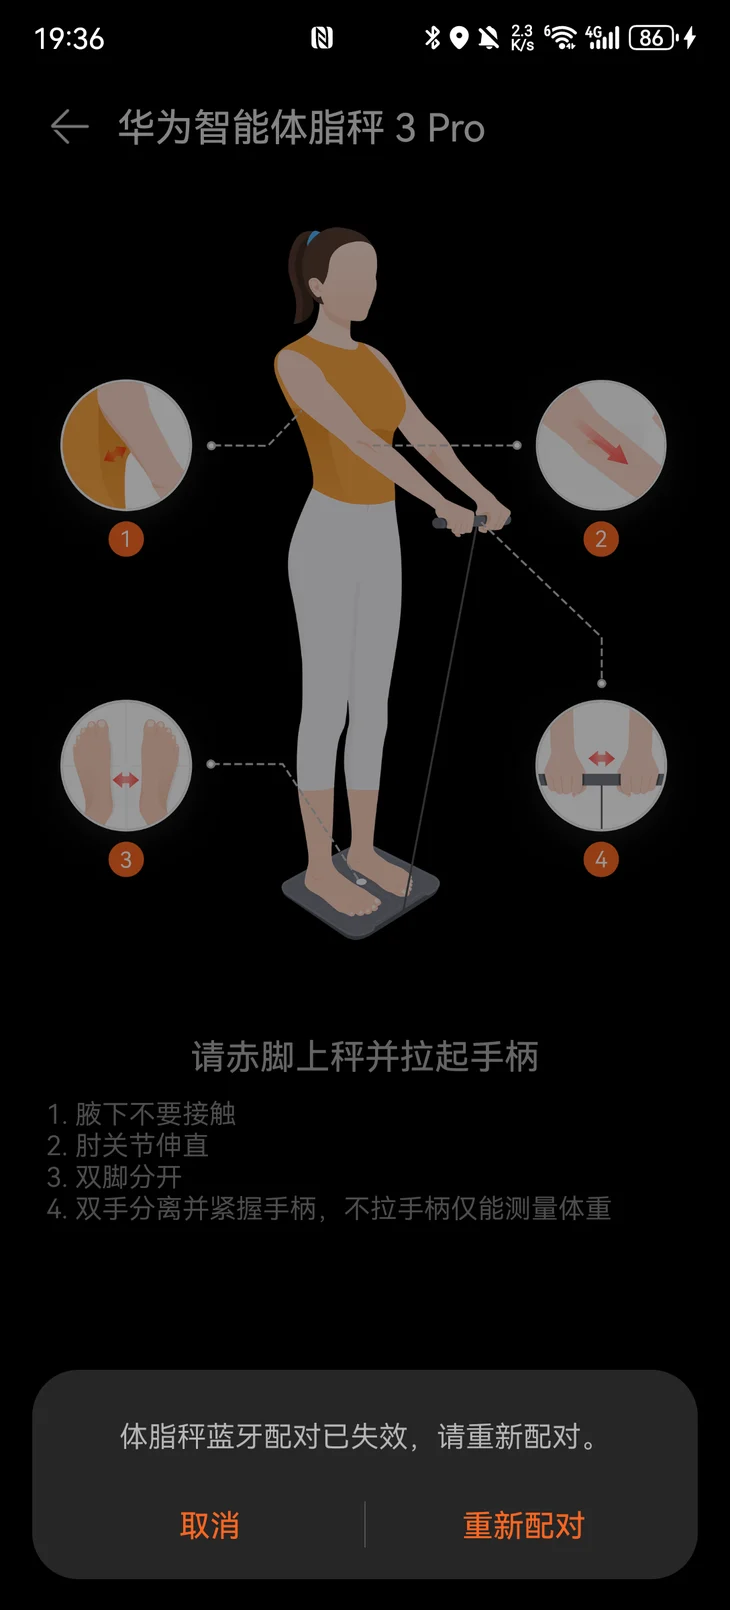 19:36 2.3 K/s 6 4G 86
华为智能体脂秤 3 Pro
1
2
3
4
请赤脚上秤并拉起手柄
1. 腋下不要接触
2. 肘关节伸直
3. 双脚分开
4. 双手分离并紧握手柄，不拉手柄仅能测量体重
体脂秤蓝牙配对已失效，请重新配对。
取消 重新配对